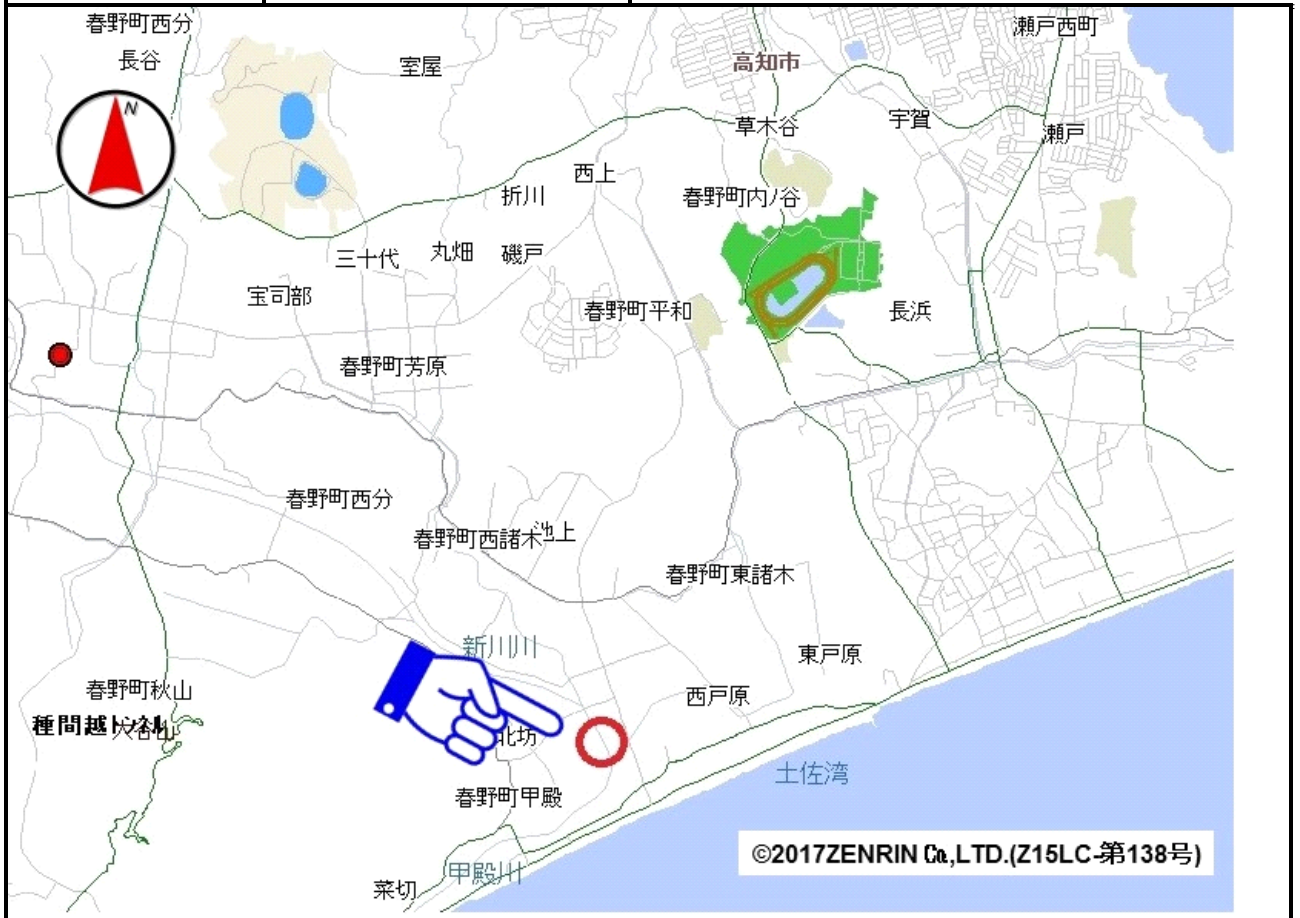 春野町西分
瀬戸西町
長谷
室屋
高知市
N
草木谷
宇賀
瀬戸
西上
折川
春野町内ノ谷
三十代
丸畑
磯戸
宝司部
春野町平和
長浜
春野町芳原
春野町西分
春野町西諸木
池上
春野町東諸木
新川川
東戸原
春野町秋山
西戸原
種間越トンネル
北坊
土佐湾
春野町甲殿
©2017ZENRIN Co.,LTD.(Z15LC-第138号)
甲殿川
菜切